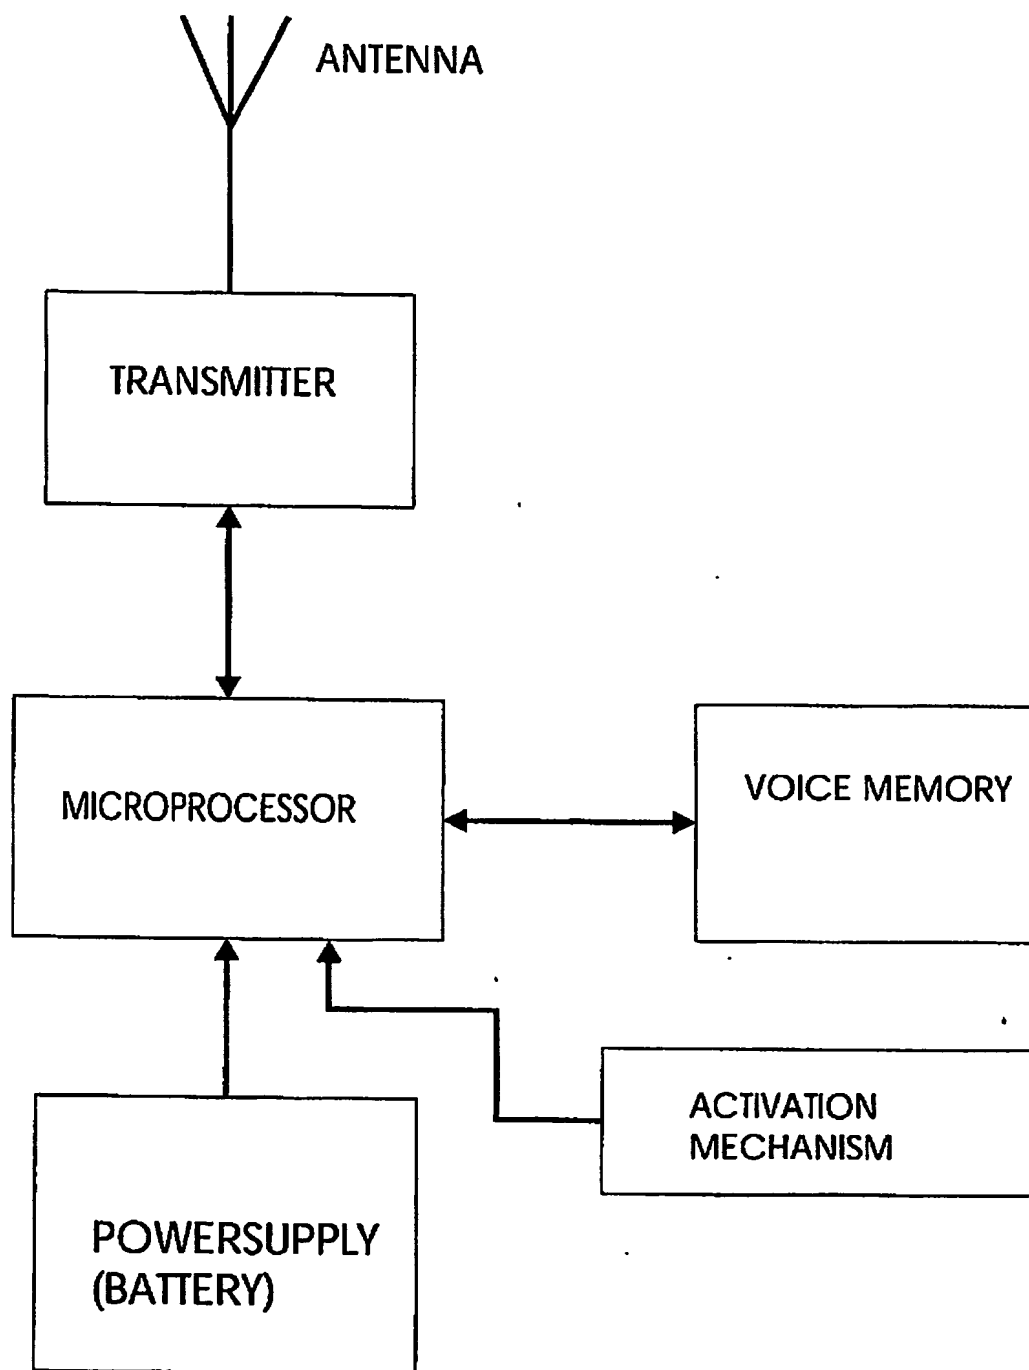 ANTENNA
TRANSMITTER
MICROPROCESSOR
VOICE MEMORY
ACTIVATION
MECHANISM
POWERSUPPLY
(BATTERY)